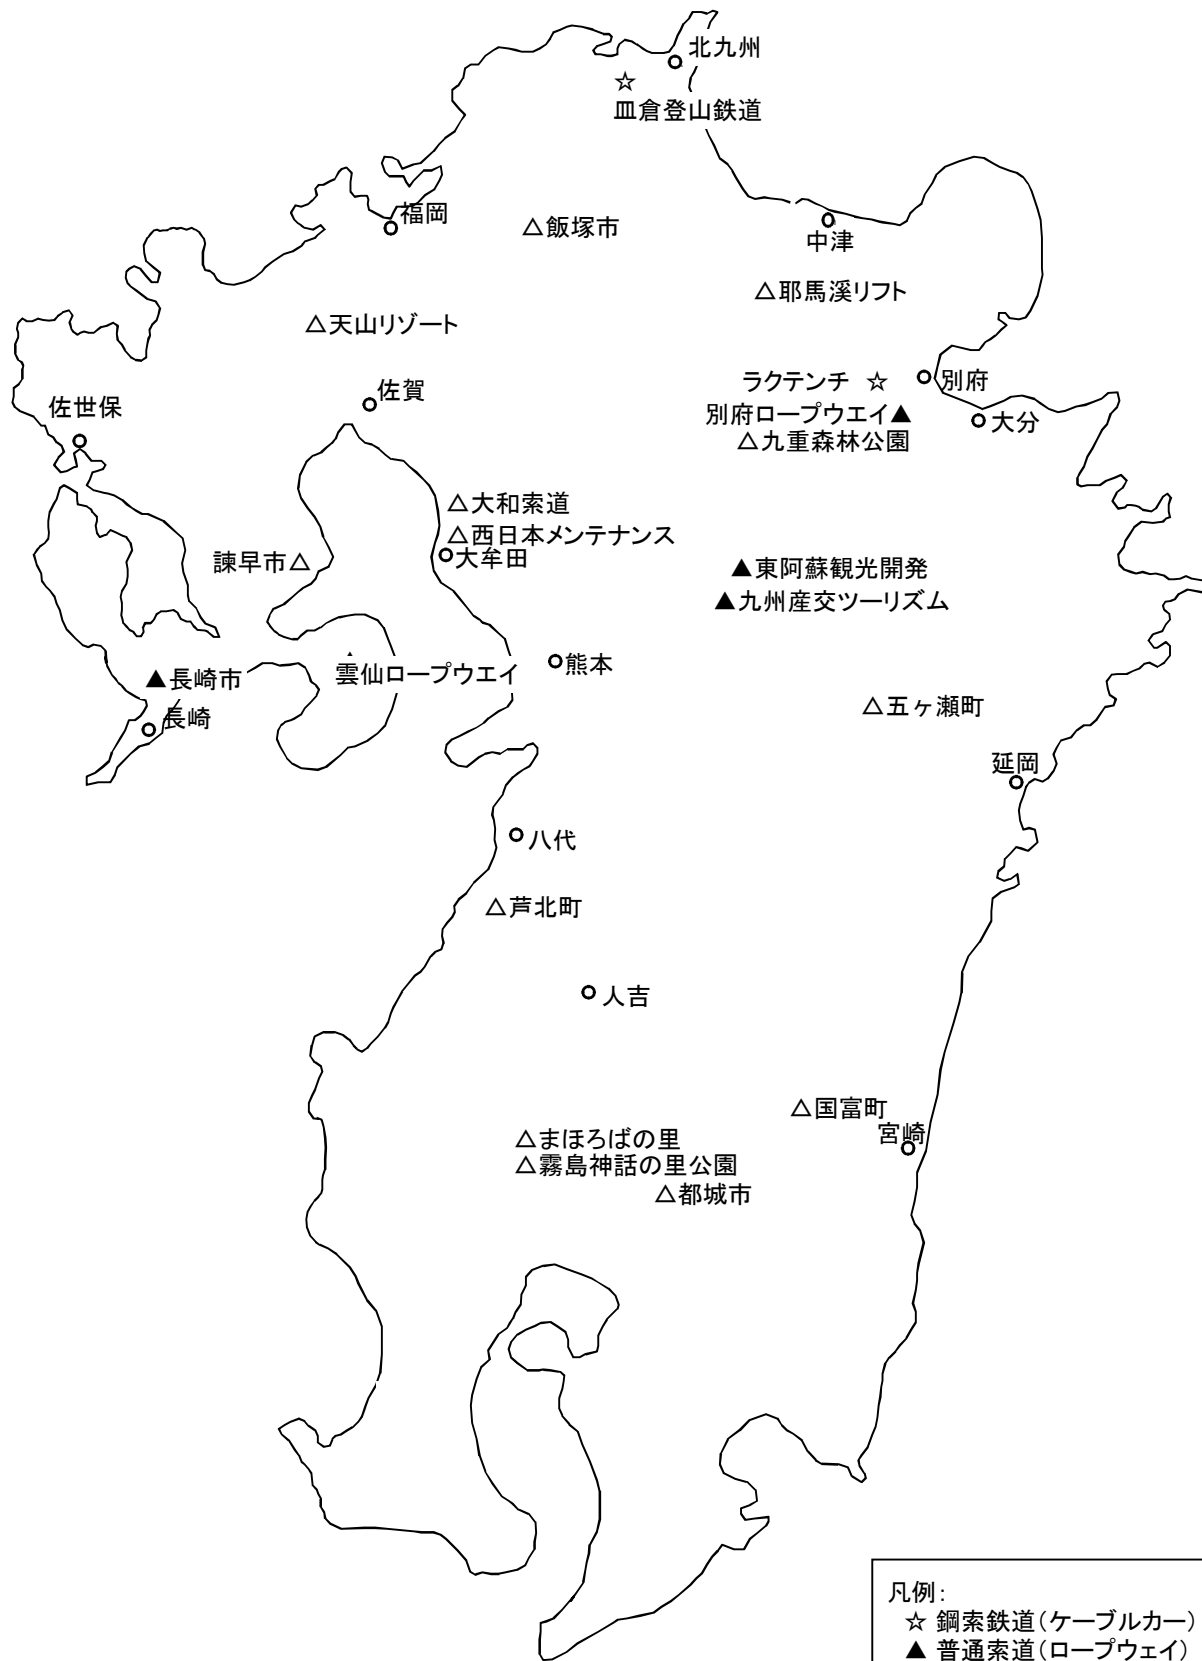 北九州
☆
皿倉登山鉄道
福岡
△飯塚市
中津
△耶馬溪リフト
△天山リゾート
ラクテンチ ☆
別府
佐賀
佐世保
別府ロープウエイ▲
大分
△九重森林公園
△大和索道
△西日本メンテナンス
大牟田
諫早市△
▲東阿蘇観光開発
▲九州産交ツーリズム
熊本
雲仙ロープウエイ
▲長崎市
長崎
△五ヶ瀬町
延岡
八代
△芦北町
人吉
△国富町
宮崎
△まほろばの里
△霧島神話の里公園
△都城市
凡例:
☆ 鋼索鉄道(ケーブルカー)
▲ 普通索道(ロープウェイ)